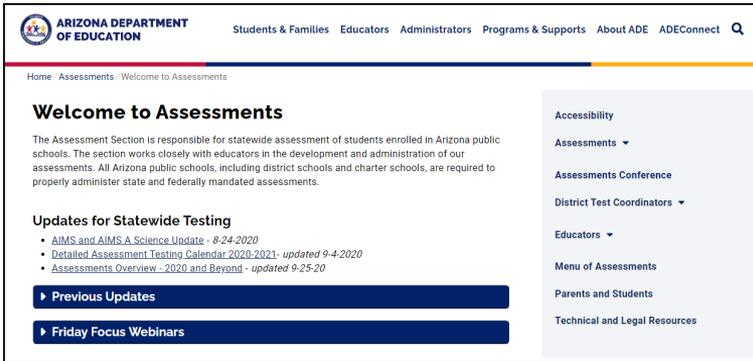 ARIZONA DEPARTMENT
OF EDUCATION
Students & Families Educators Administrators Programs & Supports About ADE ADEConnect
Home / Assessments / Welcome to Assessments
Welcome to Assessments
The Assessment Section is responsible for statewide assessment of students enrolled in Arizona public
schools. The section works closely with educators in the development and administration of our
assessments. All Arizona public schools, including district schools and charter schools, are required to
properly administer state and federally mandated assessments.
Updates for Statewide Testing
• AIMS and AIMS A Science Update - 8-24-2020
• Detailed Assessment Testing Calendar 2020-2021- updated 9-4-2020
• Assessments Overview - 2020 and Beyond - updated 9-25-20
Previous Updates
Friday Focus Webinars
Accessibility
Assessments
Assessments Conference
District Test Coordinators
Educators
Menu of Assessments
Parents and Students
Technical and Legal Resources